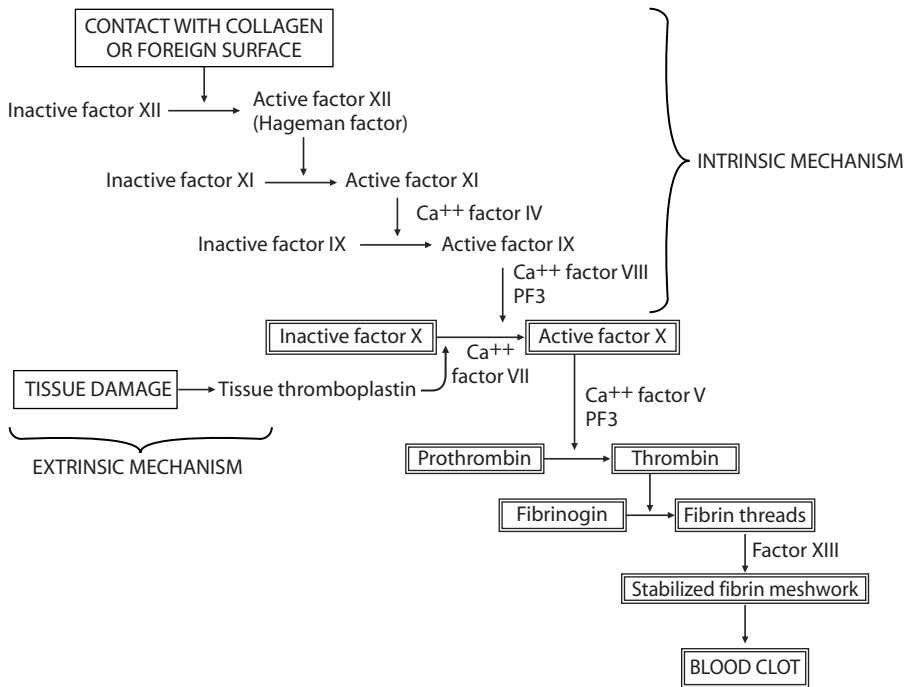 CONTACT WITH COLLAGEN
OR FOREIGN SURFACE
Inactive factor XII
Active factor XII
(Hageman factor)
INTRINSIC MECHANISM
Inactive factor XI
Active factor XI
Ca++ factor IV
Inactive factor IX
Active factor IX
Ca++ factor VIII
PF3
Inactive factor X
Active factor X
Ca++
factor VII
TISSUE DAMAGE
Tissue thromboplastin
Ca++ factor V
PF3
EXTRINSIC MECHANISM
Prothrombin
Thrombin
Fibrinogin
Fibrin threads
Factor XIII
Stabilized fibrin meshwork
BLOOD CLOT